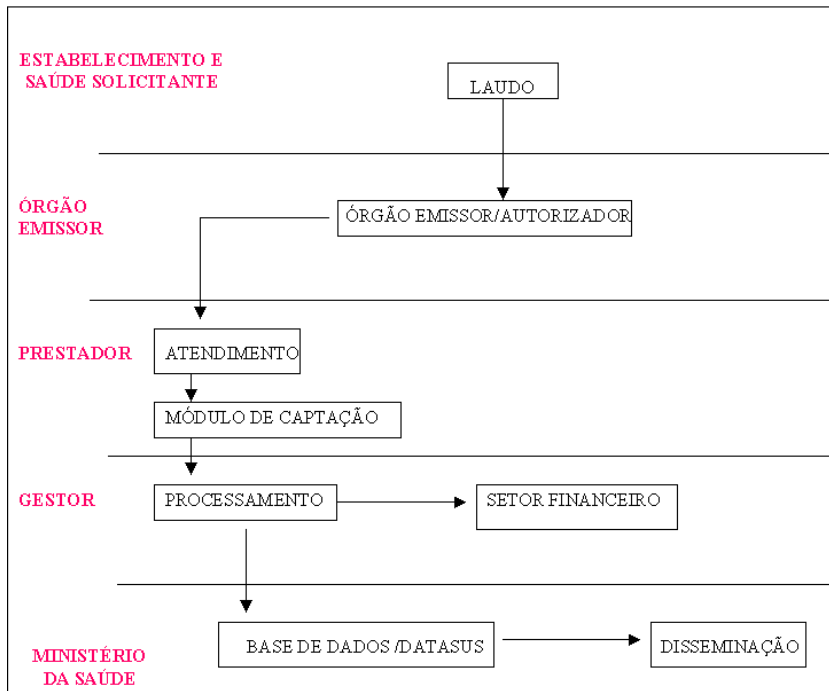 ESTABELECIMENTO E
SAÚDE SOLICITANTE
LAUDO
ÓRGÃO
EMISSOR
ÓRGÃO EMISSOR/AUTORIZADOR
PRESTADOR
ATENDIMENTO
MÓDULO DE CAPTAÇÃO
GESTOR
PROCESSAMENTO
SETOR FINANCEIRO
MINISTÉRIO
DA SAÚDE
BASE DE DADOS /DATASUS
DISSEMINAÇÃO